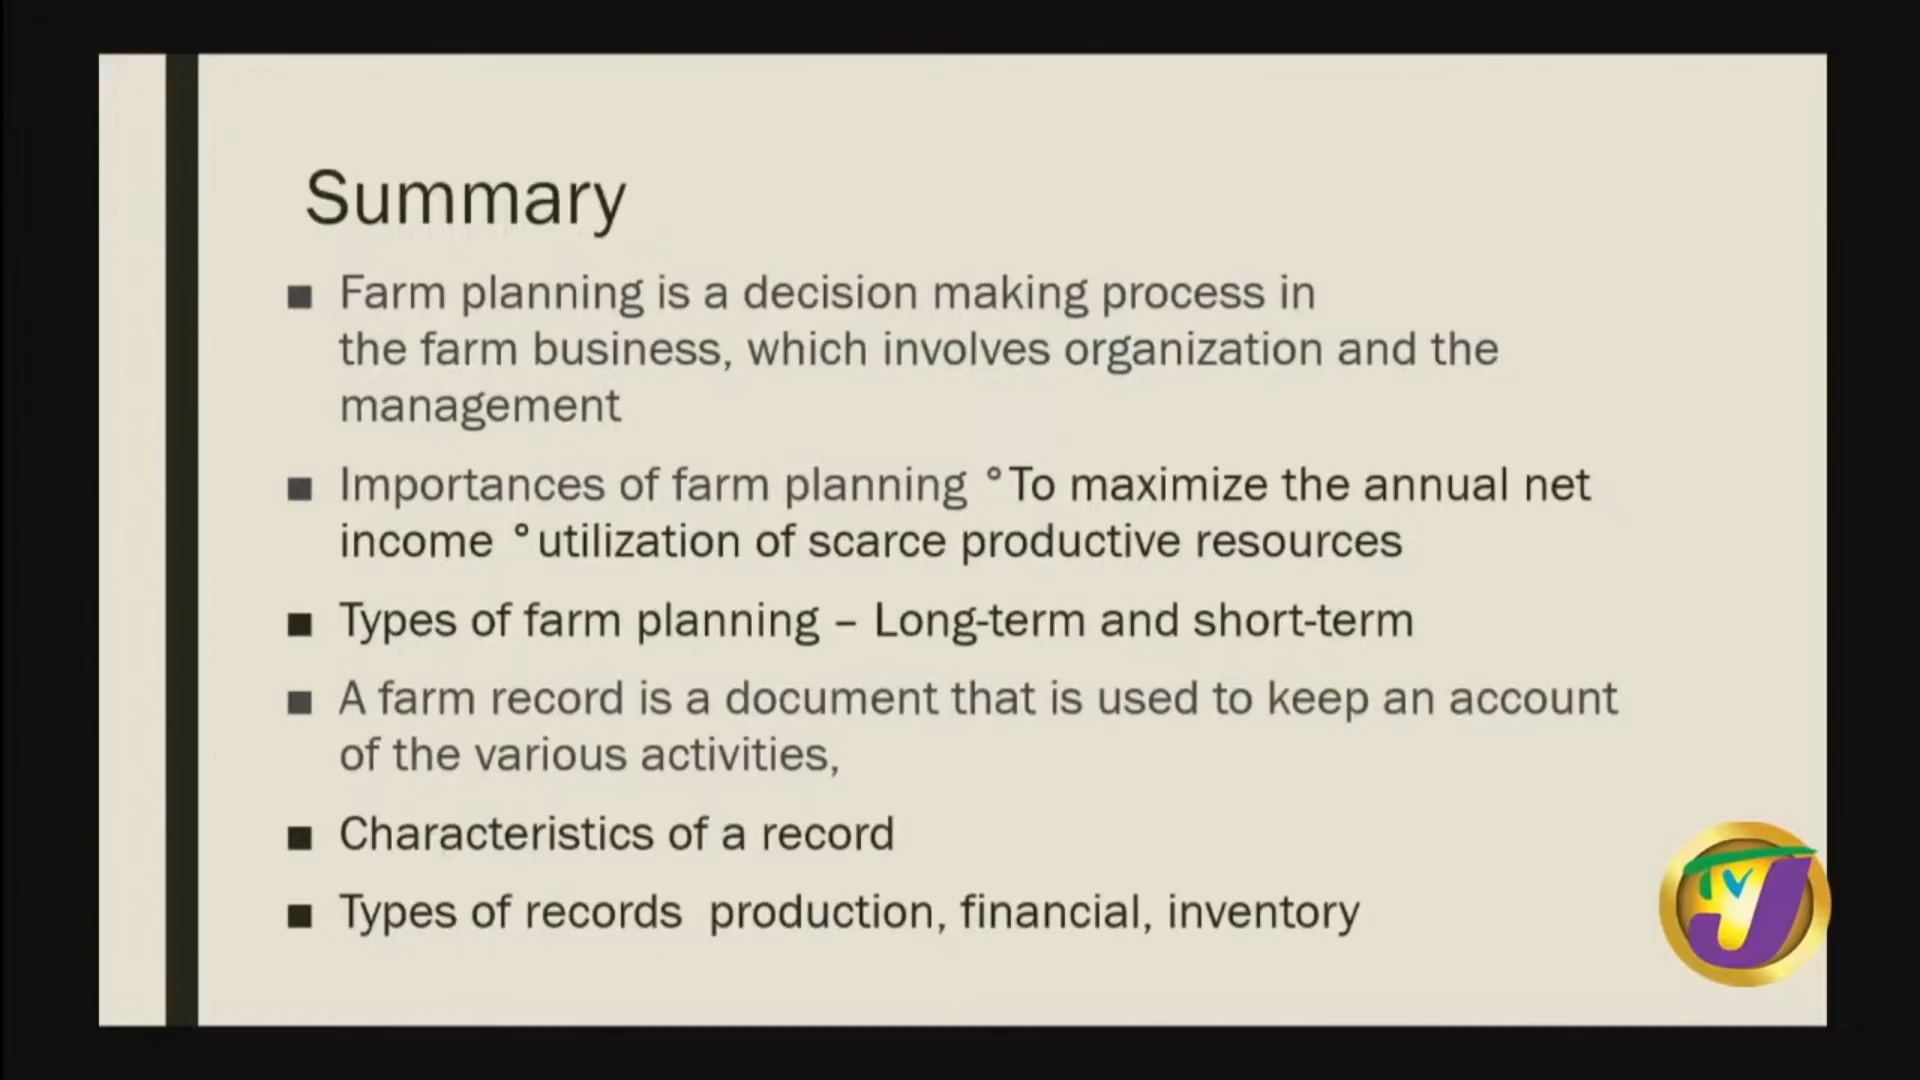 Summary
■ Farm planning is a decision making process in
the farm business, which involves organization and the
management
■ Importances of farm planning °To maximize the annual net
income °utilization of scarce productive resources
■ Types of farm planning – Long-term and short-term
■ A farm record is a document that is used to keep an account
of the various activities,
■ Characteristics of a record
■ Types of records  production, financial, inventory
TVJ